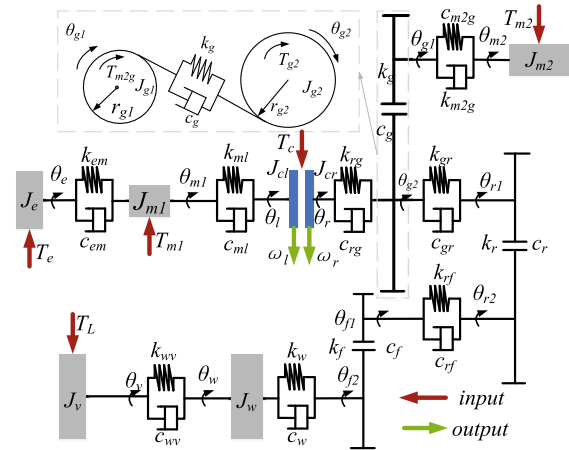 θg1
kg
θg2
Tm2g
Jg1
rg1
cg
Tg2
Jg2
rg2
kg
cg
θg1
cm2g
θm2
Tm2
Jm2
km2g
Tc
Je
θe
kem
cem
Te
Jm1
Tm1
θm1
kml
cml
Jcl
Jcr
θl
θr
ωl
ωr
krg
crg
θg2
kgr
cgr
θr1
kr
cr
θf1
krf
crf
θr2
kf
cf
TL
Jv
θv
kwv
cwv
θw
Jw
kw
cw
θf2
input
output